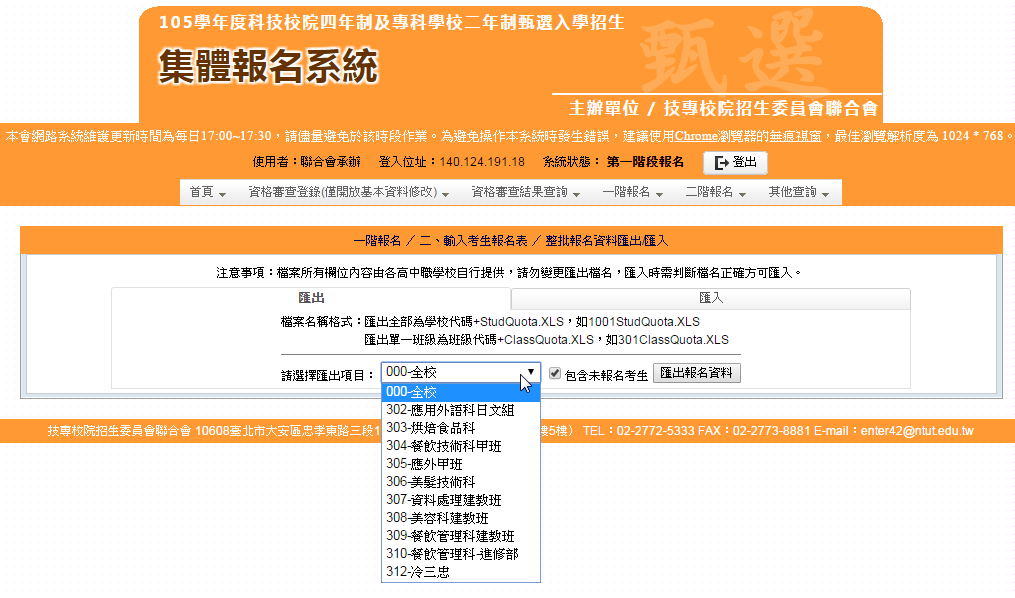 105學年度科技校院四年制及專科學校二年制甄選入學招生
甄選
集體報名系統
主辦單位 / 技專校院招生委員會聯合會
本會網路系統維護更新時間為每日17:00~17:30，請儘量避免於該時段作業。為避免操作本系統時發生錯誤，建議使用Chrome瀏覽器的無痕視窗，最佳瀏覽解析度為 1024 * 768。
使用者：聯合會承辦 登入位址：140.124.191.18 系統狀態： 第一階段報名 登出
首頁 資格審查登錄(僅開放基本資料修改) 資格審查結果查詢 一階報名 二階報名 其他查詢
一階報名 ／ 二、輸入考生報名表 ／ 整批報名資料匯出/匯入
注意事項：檔案所有欄位內容由各高中職學校自行提供，請勿變更匯出檔名，匯入時需判斷檔名正確方可匯入。
匯出 匯入
檔案名稱格式：匯出全部為學校代碼+StudQuota.XLS，如1001StudQuota.XLS
匯出單一班級為班級代碼+ClassQuota.XLS，如301ClassQuota.XLS
請選擇匯出項目： 000-全校 包含未報名考生 匯出報名資料
000-全校
302-應用外語科日文組
303-烘焙食品科
304-餐飲技術科甲班
305-應外甲班
306-美髮技術科
307-資料處理建教班
308-美容科建教班
309-餐飲管理科建教班
310-餐飲管理科-進修部
312-冷三忠
技專校院招生委員會聯合會 10608臺北市大安區忠孝東路三段1 樓5樓） TEL：02-2772-5333 FAX：02-2773-8881 E-mail：enter42@ntut.edu.tw